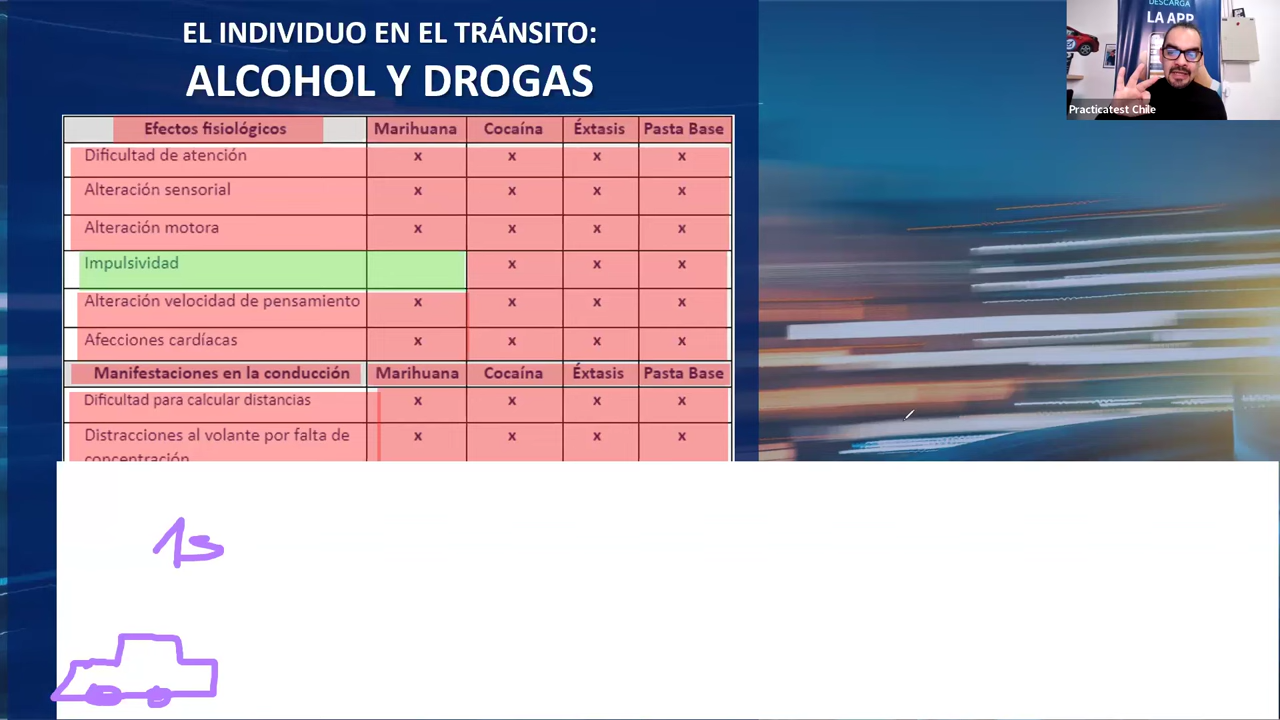 EL INDIVIDUO EN EL TRÁNSITO:
ALCOHOL Y DROGAS
DESCARGA
LA APP
Practicatest Chile
Efectos fisiológicos Marihuana Cocaína Éxtasis Pasta Base
Dificultad de atención x x x x
Alteración sensorial x x x x
Alteración motora x x x x
Impulsividad x x x
Alteración velocidad de pensamiento x x x x
Afecciones cardíacas x x x x
Manifestaciones en la conducción Marihuana Cocaína Éxtasis Pasta Base
Dificultad para calcular distancias x x x x
Distracciones al volante por falta de x x x x
concentración
1s